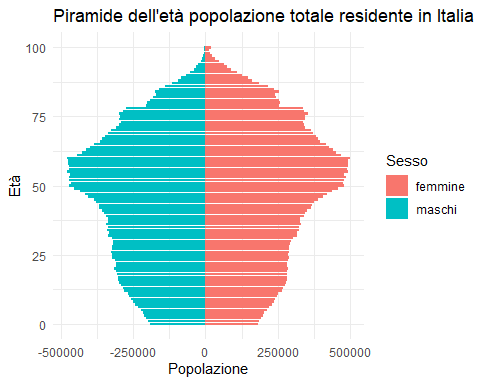 Piramide dell'età popolazione totale residente in Italia
100
75
50
25
0
Età
-500000
-250000
0
250000
500000
Popolazione
Sesso
femmine
maschi